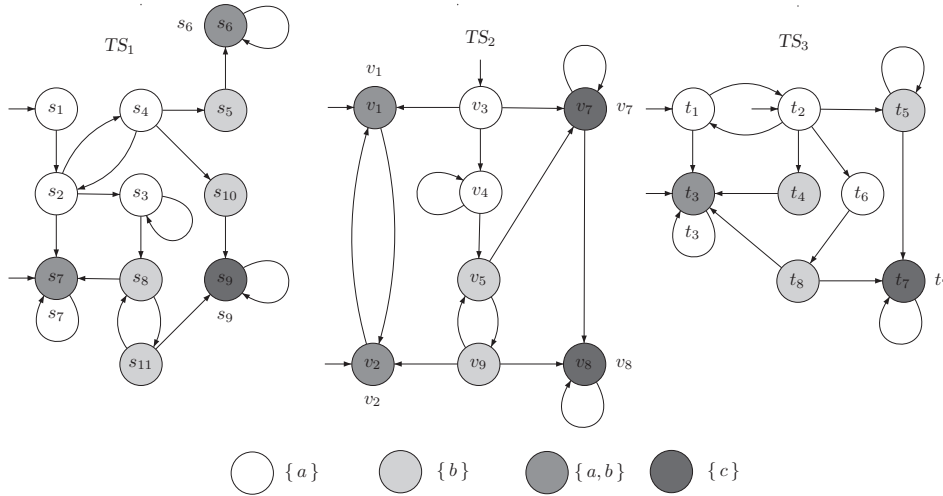 s₆ s₆
TS₁ TS₂ TS₃
v₁
s₁ s₄ s₅ v₁ v₃ v₇ v₇ t₁ t₂ t₅
s₂ s₃ s₁₀ v₄ t₃ t₄ t₆
t₃
s₇ s₈ s₉ v₅ t₈ t₇
s₇ s₉
s₁₁ v₂ v₉ v₈ v₈
v₂
{a} {b} {a,b} {c}